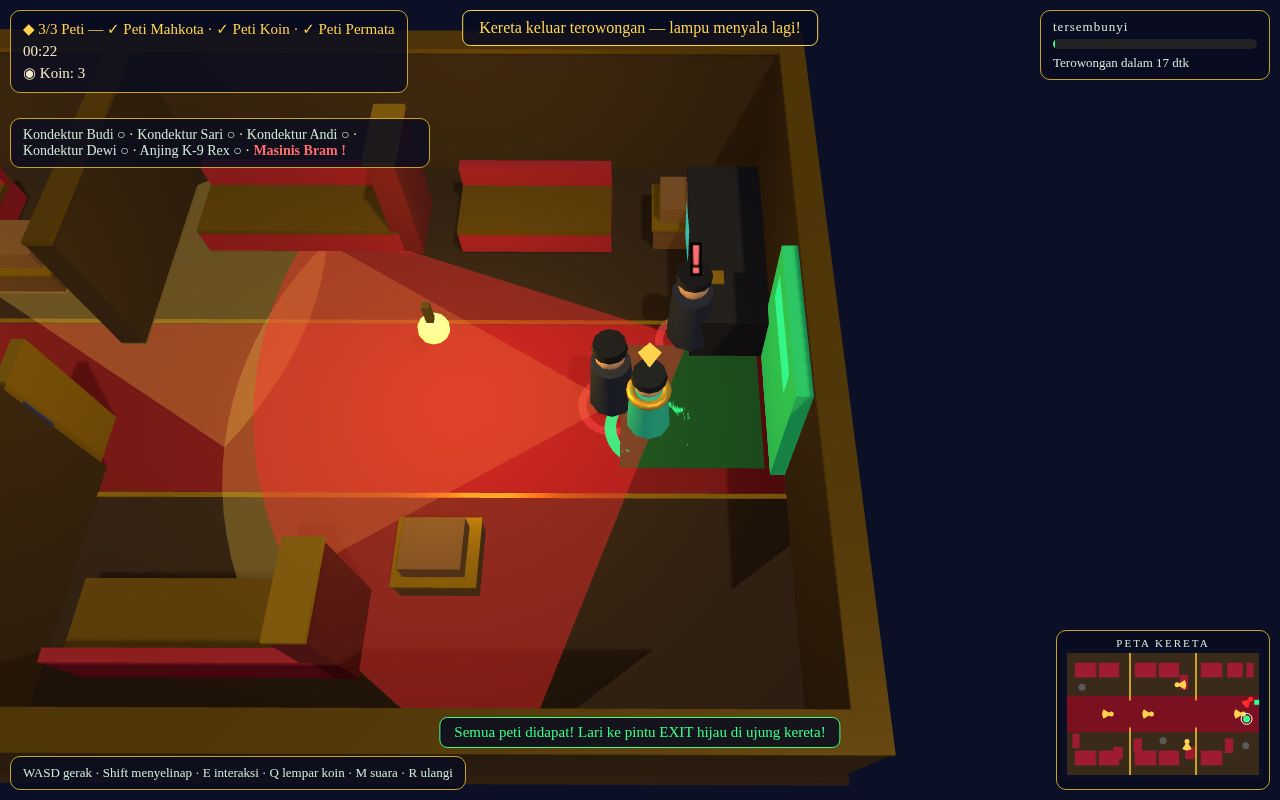 ◆ 3/3 Peti — ✓ Peti Mahkota · ✓ Peti Koin · ✓ Peti Permata
00:22
◉ Koin: 3
Kereta keluar terowongan — lampu menyala lagi!
tersembunyi
Terowongan dalam 17 dtk
Kondektur Budi ○ · Kondektur Sari ○ · Kondektur Andi ○ ·
Kondektur Dewi ○ · Anjing K-9 Rex ○ · Masinis Bram !
!
PETA KERETA
Semua peti didapat! Lari ke pintu EXIT hijau di ujung kereta!
WASD gerak · Shift menyelinap · E interaksi · Q lempar koin · M suara · R ulangi